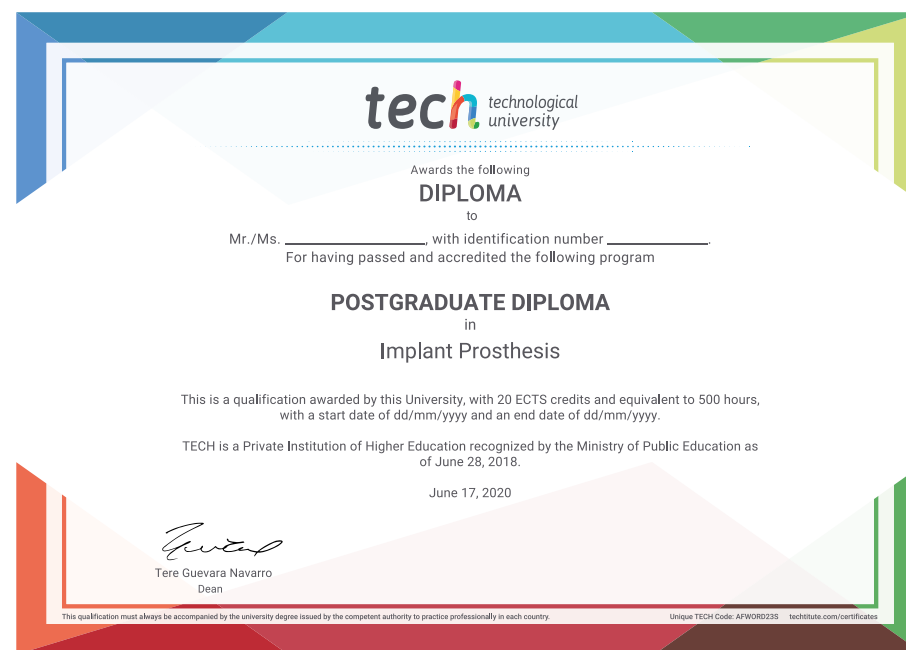 tech technological
university
Awards the following
DIPLOMA
to
Mr./Ms. ____________, with identification number _________.
For having passed and accredited the following program
POSTGRADUATE DIPLOMA
in
Implant Prosthesis
This is a qualification awarded by this University, with 20 ECTS credits and equivalent to 500 hours,
with a start date of dd/mm/yyyy and an end date of dd/mm/yyyy.
TECH is a Private Institution of Higher Education recognized by the Ministry of Public Education as
of June 28, 2018.
June 17, 2020
Tere Guevara Navarro
Dean
This qualification must always be accompanied by the university degree issued by the competent authority to practice professionally in each country.
Unique TECH Code: AFWORD23S techtitute.com/certificates